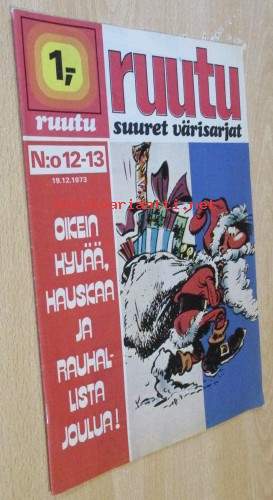 1,-
ruutu
ruutu
suuret värisarjat
N:o 12-13
19.12.1973
OIKEIN
HYVÄÄ,
HAUSKAA
JA
RAUHAL-
LISTA
JOULUA!